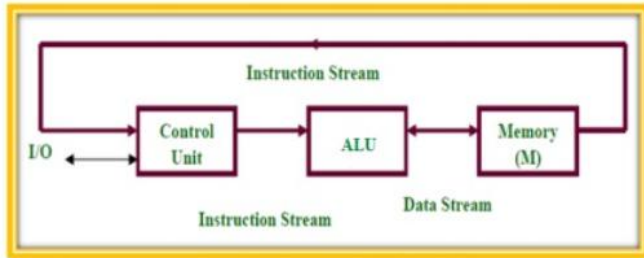 Instruction Stream
I/O
Control
Unit
ALU
Memory
(M)
Instruction Stream
Data Stream